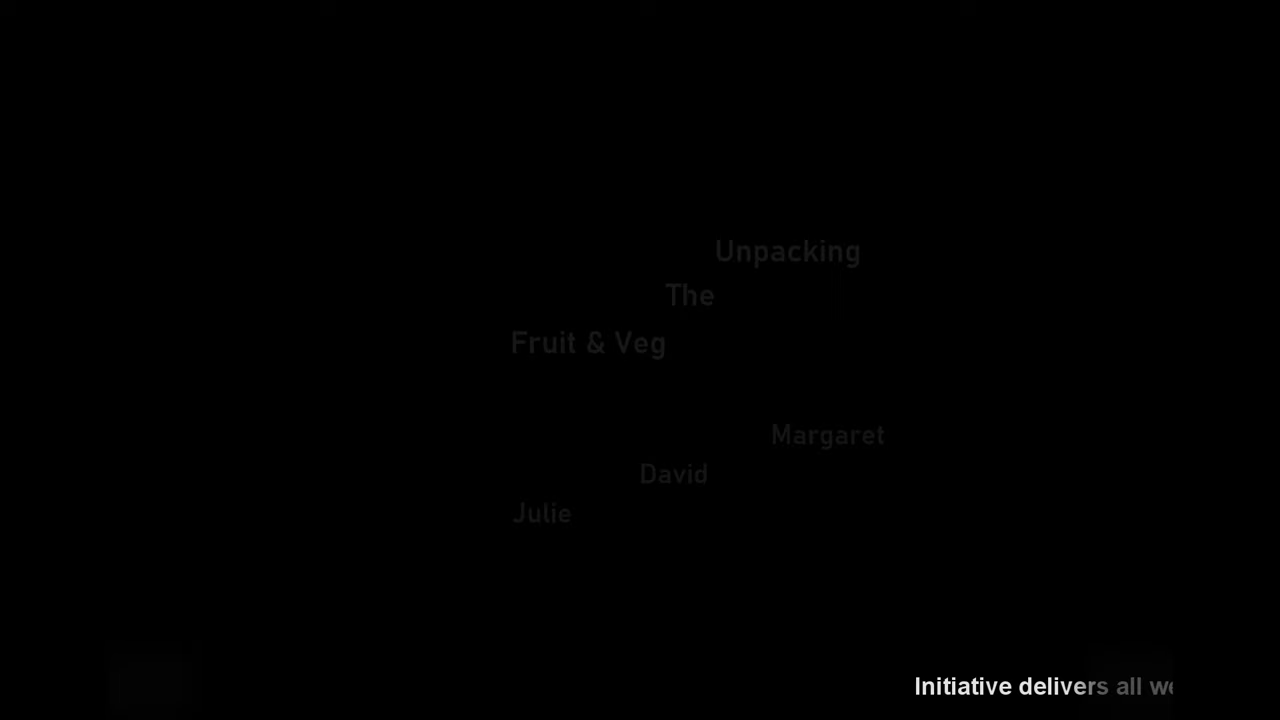 Unpacking
The
Fruit & Veg
Margaret
David
Julie
Initiative delivers all